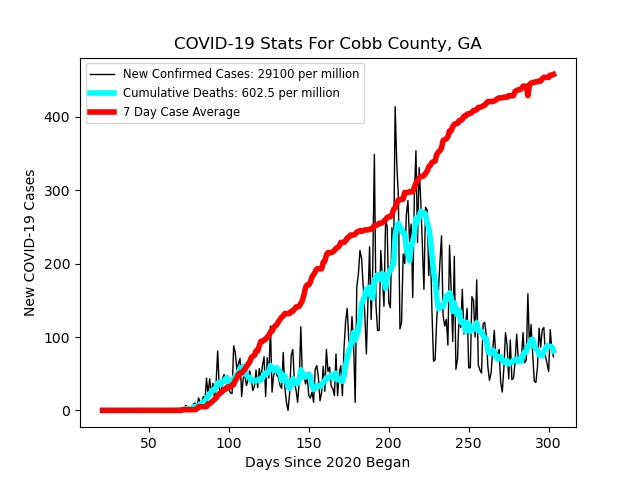 COVID-19 Stats For Cobb County, GA
New Confirmed Cases: 29100 per million
Cumulative Deaths: 602.5 per million
7 Day Case Average
400
300
200
100
0
New COVID-19 Cases
50 100 150 200 250 300
Days Since 2020 Began